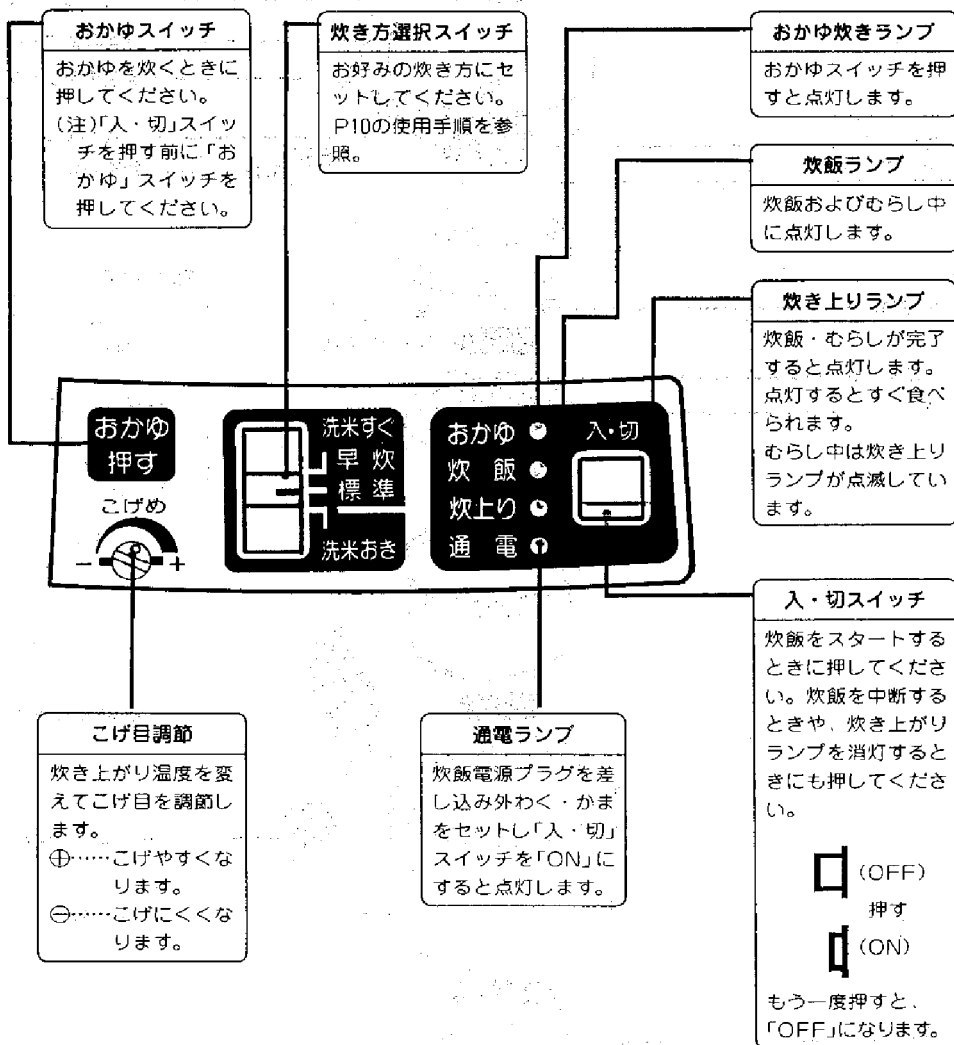 おかゆスイッチ
おかゆを炊くときに
押してください。
(注)「入・切」スイッ
チを押す前に「お
かゆ」スイッチを
押してください。
炊き方選択スイッチ
お好みの炊き方にセ
ットしてください。
P10の使用手順を参
照。
おかゆ炊きランプ
おかゆスイッチを押
すと点灯します。
炊飯ランプ
炊飯およびむらし中
に点灯します。
炊き上りランプ
炊飯・むらしが完了
すると点灯します。
点灯するとすぐ食べ
られます。
むらし中は炊き上り
ランプが点滅してい
ます。
おかゆ
押す
こげめ
− +
洗米すぐ
早炊
標準
洗米おき
おかゆ
炊飯
炊上り
通電
入・切
こげ目調節
炊き上がり温度を変
えてこげ目を調節し
ます。
⊕……こげやすくな
ります。
⊖……こげにくくな
ります。
通電ランプ
炊飯電源プラグを差
し込み外わく・かま
をセットし「入・切」
スイッチを「ON」に
すると点灯します。
入・切スイッチ
炊飯をスタートする
ときに押してくださ
い。炊飯を中断する
ときや、炊き上がり
ランプを消灯すると
きにも押してくださ
い。
(OFF)
押す
(ON)
もう一度押すと、
「OFF」になります。